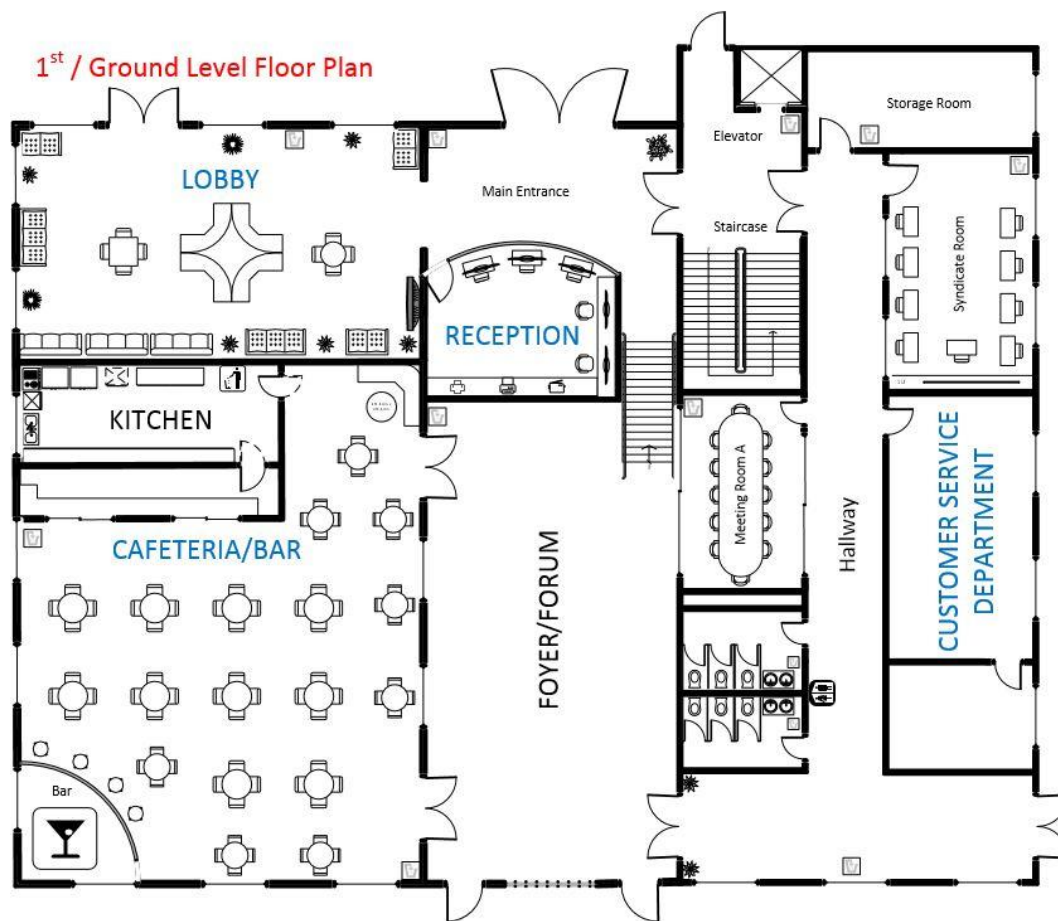 1st / Ground Level Floor Plan
Storage Room
Elevator
LOBBY
Main Entrance
Staircase
Syndicate Room
RECEPTION
KITCHEN
CUSTOMER SERVICE
DEPARTMENT
Meeting Room A
Hallway
CAFETERIA/BAR
FOYER/FORUM
Bar